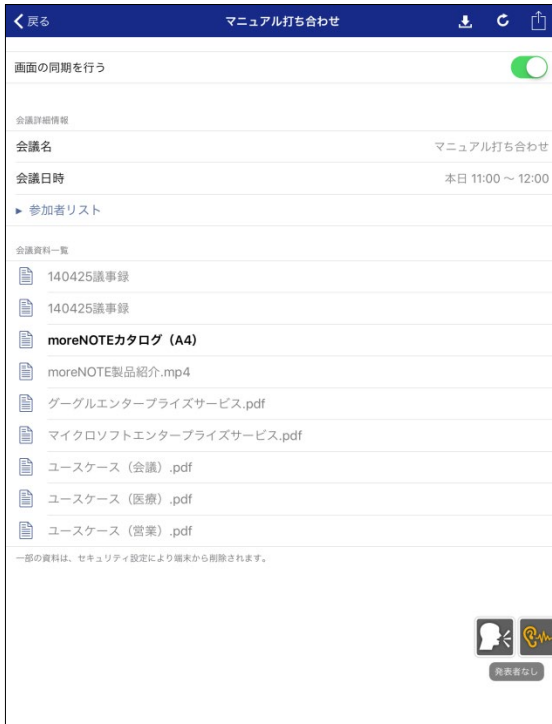 戻る
マニュアル打ち合わせ
画面の同期を行う
会議詳細情報
会議名 マニュアル打ち合わせ
会議日時 本日 11:00 ～ 12:00
▶ 参加者リスト
会議資料一覧
140425議事録
140425議事録
moreNOTEカタログ（A4）
moreNOTE製品紹介.mp4
グーグルエンタープライズサービス.pdf
マイクロソフトエンタープライズサービス.pdf
ユースケース（会議）.pdf
ユースケース（医療）.pdf
ユースケース（営業）.pdf
一部の資料は、セキュリティ設定により端末から削除されます。
発表者なし